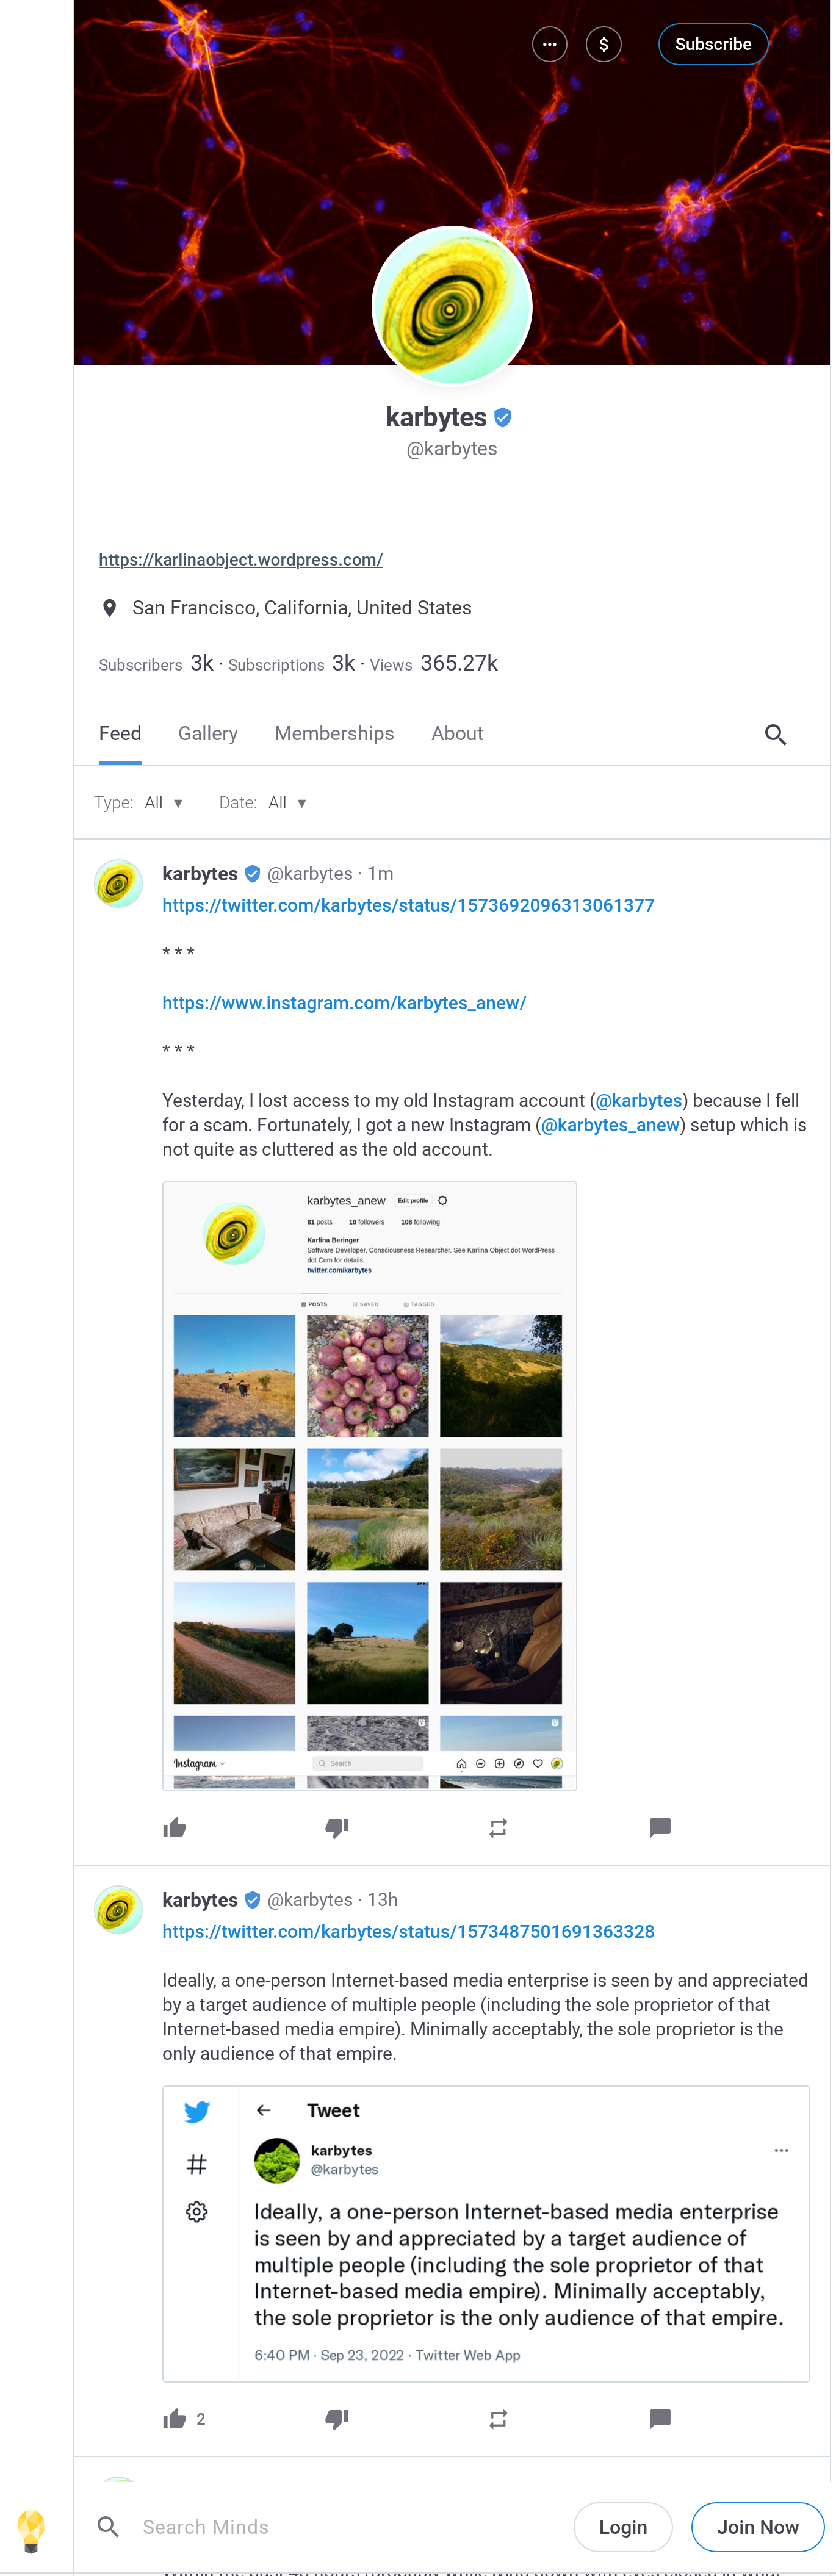 $ Subscribe
karbytes
@karbytes
https://karlinaobject.wordpress.com/
San Francisco, California, United States
Subscribers 3k · Subscriptions 3k · Views 365.27k
Feed Gallery Memberships About
Type: All ▼ Date: All ▼
karbytes @karbytes · 1m
https://twitter.com/karbytes/status/1573692096313061377
* * *
https://www.instagram.com/karbytes_anew/
* * *
Yesterday, I lost access to my old Instagram account (@karbytes) because I fell
for a scam. Fortunately, I got a new Instagram (@karbytes_anew) setup which is
not quite as cluttered as the old account.
karbytes_anew Edit profile
81 posts 10 followers 108 following
Karlina Beringer
Software Developer, Consciousness Researcher. See Karlina Object dot WordPress
dot Com for details.
twitter.com/karbytes
POSTS SAVED TAGGED
Instagram Search
karbytes @karbytes · 13h
https://twitter.com/karbytes/status/1573487501691363328
Ideally, a one-person Internet-based media enterprise is seen by and appreciated
by a target audience of multiple people (including the sole proprietor of that
Internet-based media empire). Minimally acceptably, the sole proprietor is the
only audience of that empire.
Tweet
karbytes
@karbytes
Ideally, a one-person Internet-based media enterprise
is seen by and appreciated by a target audience of
multiple people (including the sole proprietor of that
Internet-based media empire). Minimally acceptably,
the sole proprietor is the only audience of that empire.
6:40 PM · Sep 23, 2022 · Twitter Web App
2
Search Minds Login Join Now